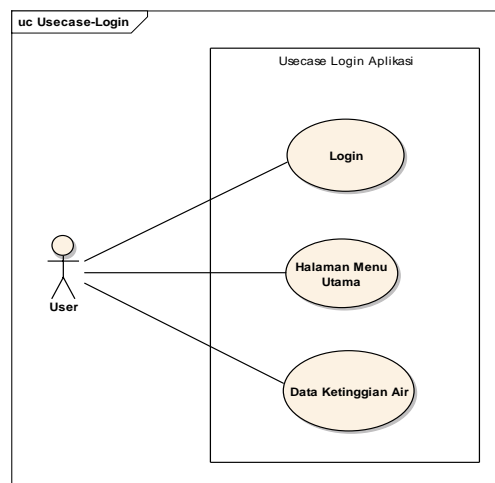 uc Usecase-Login
Usecase Login Aplikasi
Login
Halaman Menu
Utama
User
Data Ketinggian Air